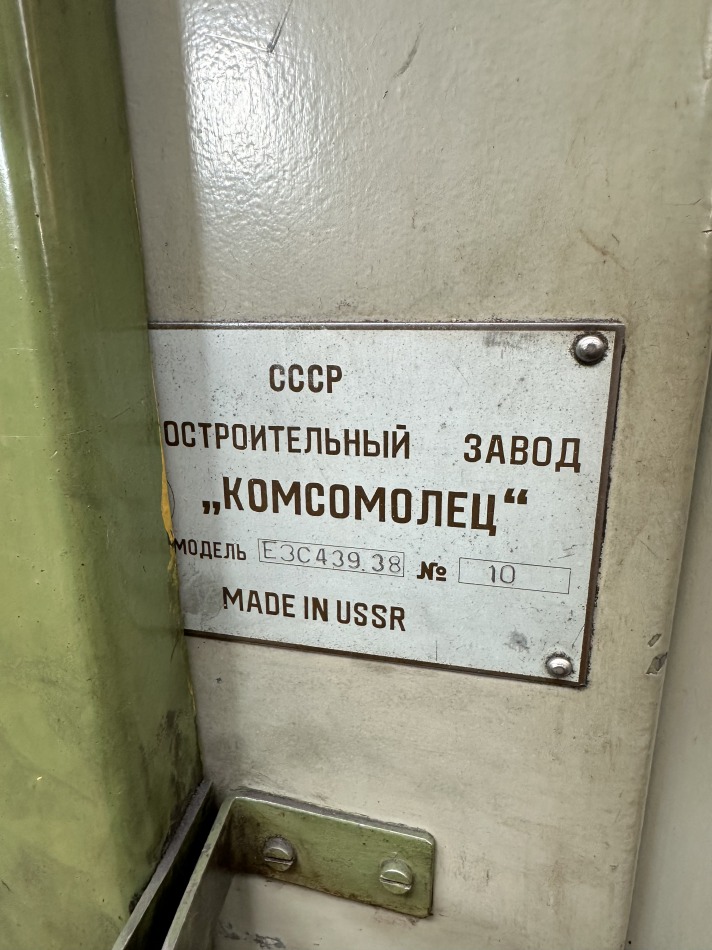 СССР
ОСТРОИТЕЛЬНЫЙ ЗАВОД
„КОМСОМОЛЕЦ“
МОДЕЛЬ ЕЗС439.38 № 10
MADE IN USSR